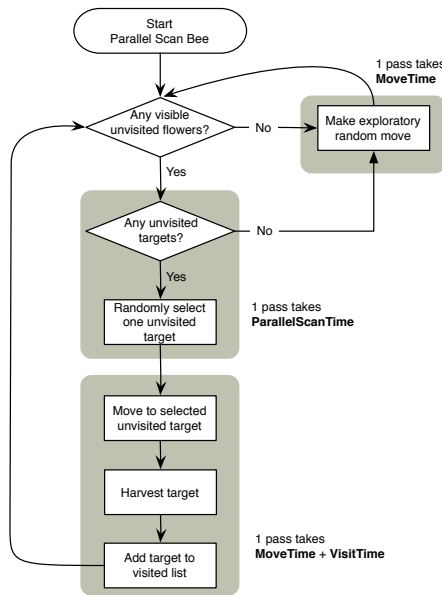 Start
Parallel Scan Bee
1 pass takes
MoveTime
Any visible
unvisited flowers?
No
Make exploratory
random move
Yes
Any unvisited
targets?
No
Yes
Randomly select
one unvisited
target
1 pass takes
ParallelScanTime
Move to selected
unvisited target
Harvest target
Add target to
visited list
1 pass takes
MoveTime + VisitTime